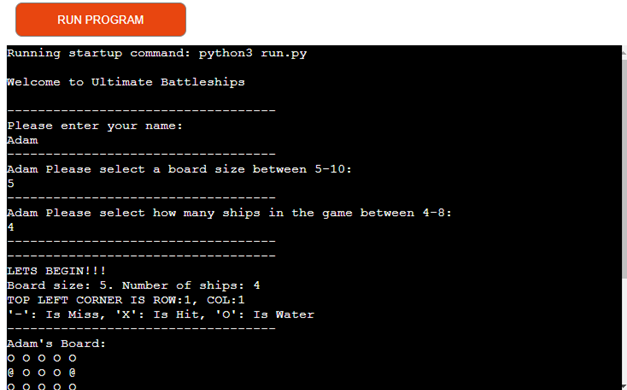 RUN PROGRAM
Running startup command: python3 run.py
Welcome to Ultimate Battleships
-----------------------------------
Please enter your name:
Adam
-----------------------------------
Adam Please select a board size between 5-10:
5
-----------------------------------
Adam Please select how many ships in the game between 4-8:
4
-----------------------------------
-----------------------------------
LETS BEGIN!!!
Board size: 5. Number of ships: 4
TOP LEFT CORNER IS ROW:1, COL:1
'-': Is Miss, 'X': Is Hit, 'O': Is Water
-----------------------------------
Adam's Board:
O O O O O
@ O O O @
O O O O O